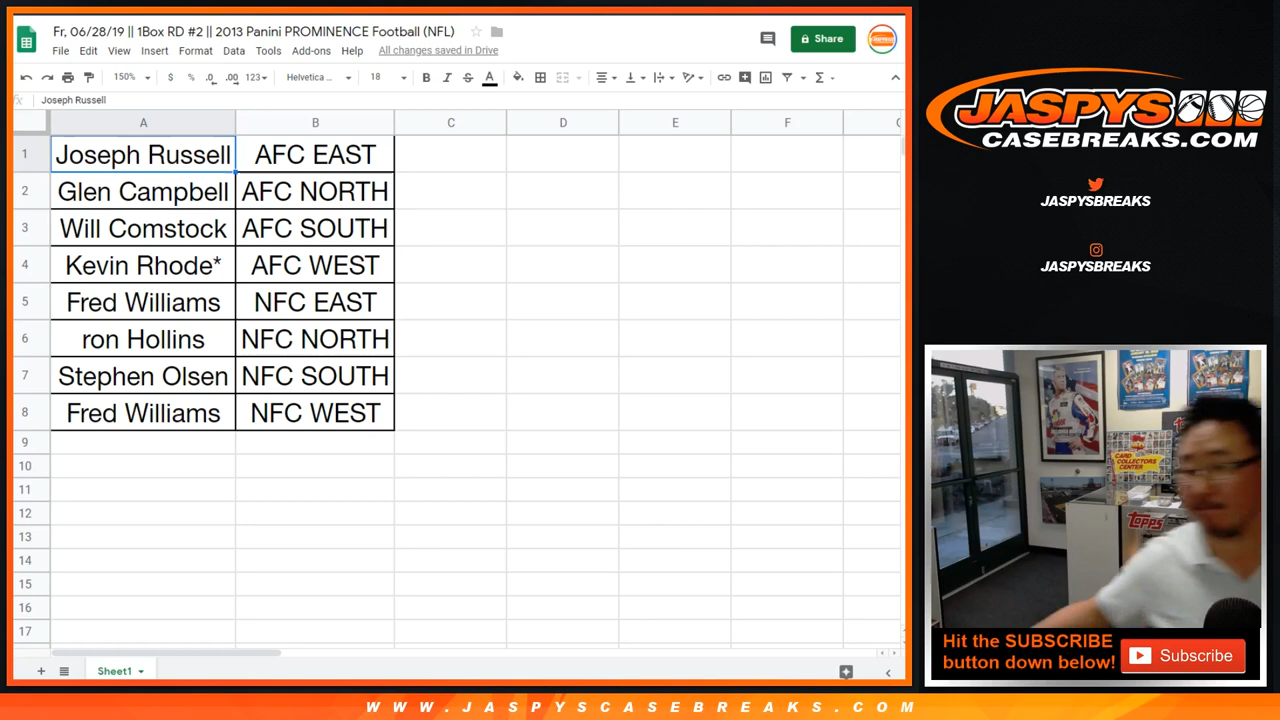 Fr, 06/28/19 || 1Box RD #2 || 2013 Panini PROMINENCE Football (NFL)
File Edit View Insert Format Data Tools Add-ons Help All changes saved in Drive
Share
150% $ % .0 .00 123 Helvetica ... 18 B I S A
fx Joseph Russell
A B C D E F
1 Joseph Russell AFC EAST
2 Glen Campbell AFC NORTH
3 Will Comstock AFC SOUTH
4 Kevin Rhode* AFC WEST
5 Fred Williams NFC EAST
6 ron Hollins NFC NORTH
7 Stephen Olsen NFC SOUTH
8 Fred Williams NFC WEST
9
10
11
12
13
14
15
16
17
Sheet1
JASPYS
CASEBREAKS.COM
JASPYSBREAKS
JASPYSBREAKS
CARD
COLLECTORS
CENTER
TOPPS
Hit the SUBSCRIBE
button down below!
Subscribe
WWW.JASPYSCASEBREAKS.COM